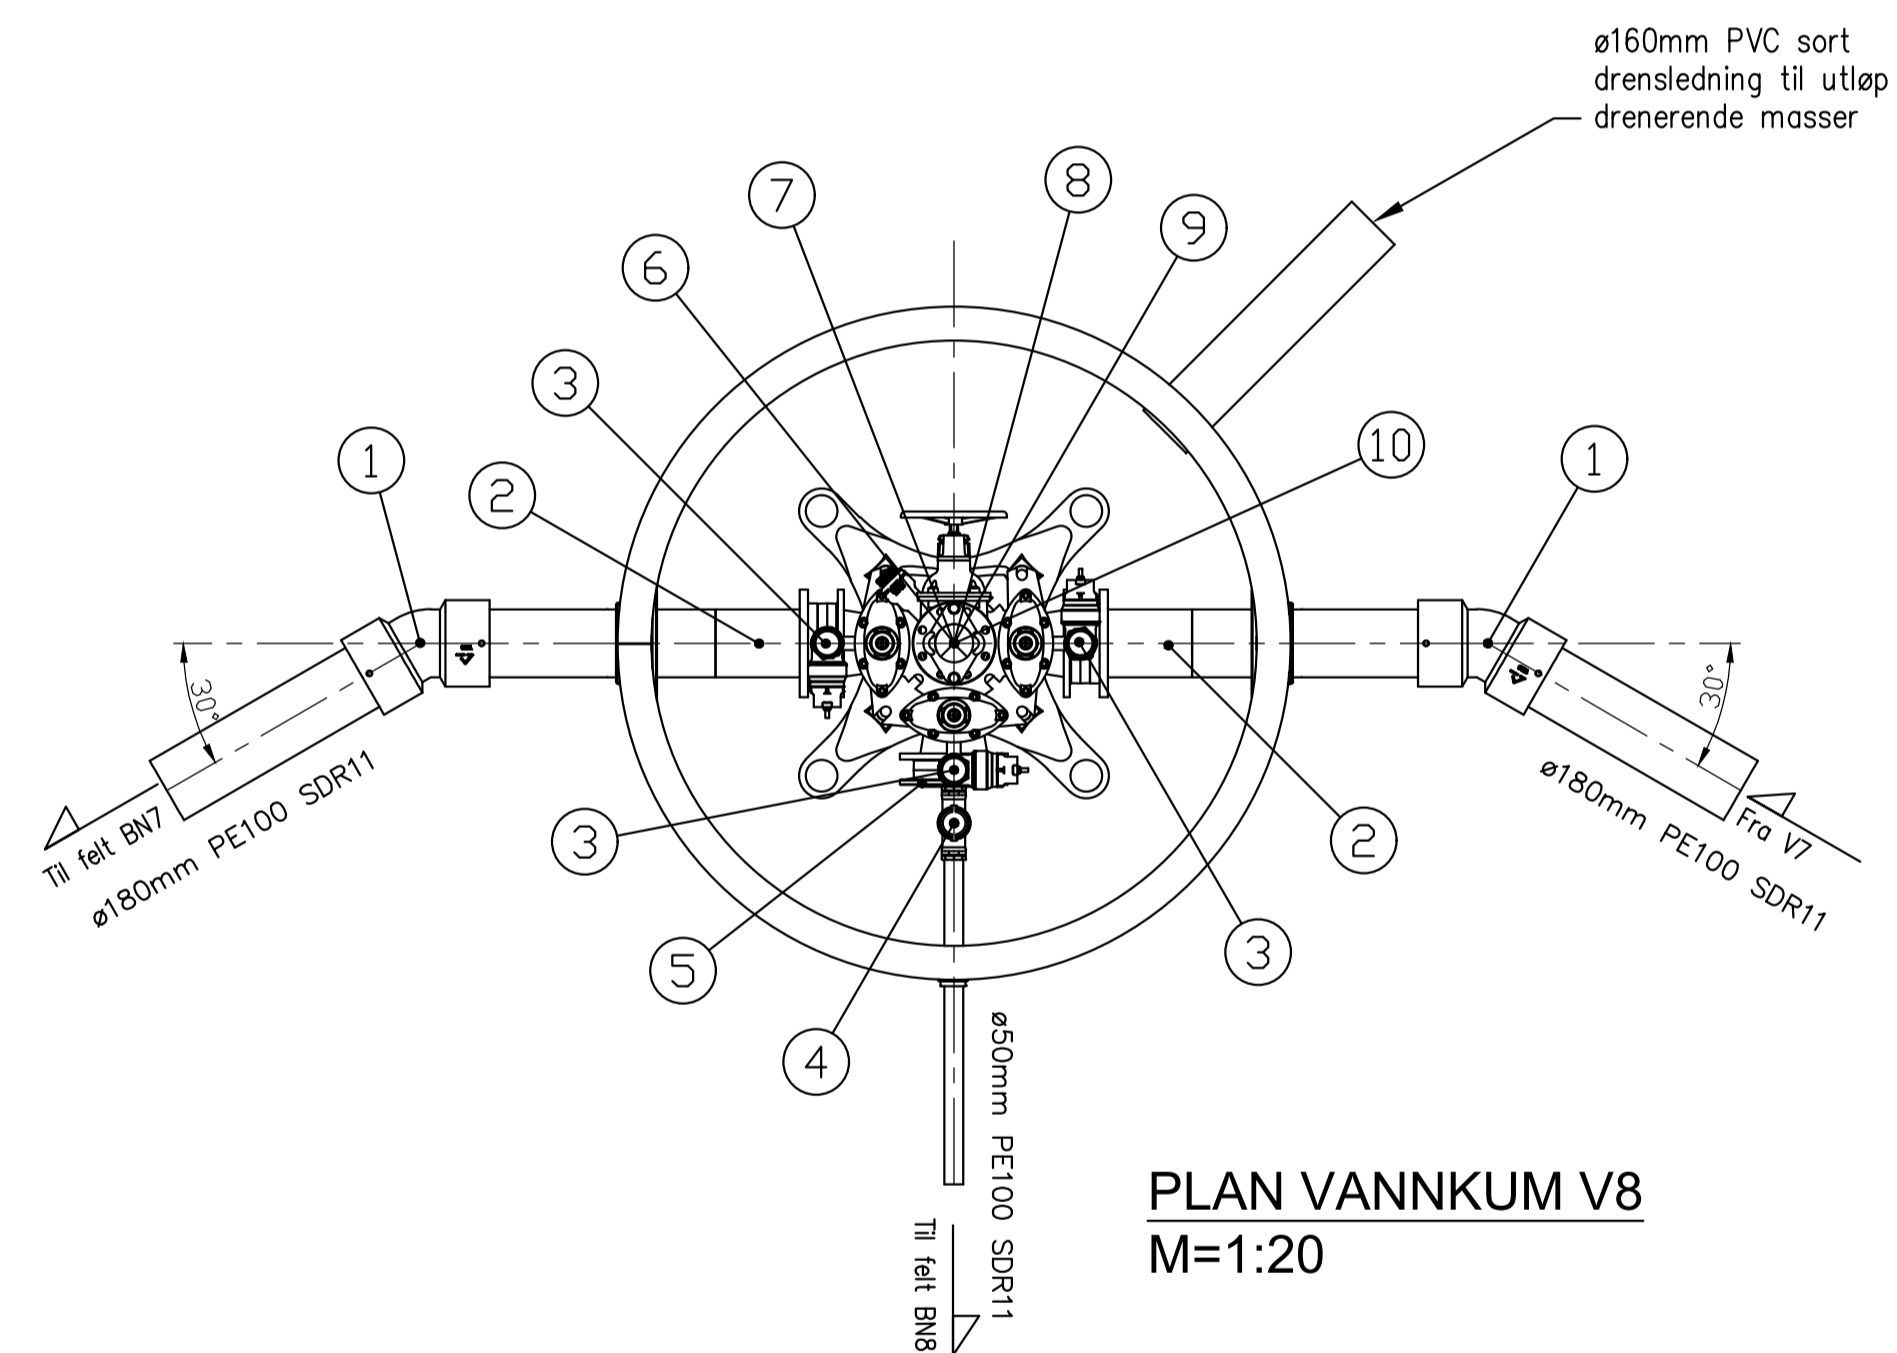 ø160mm PVC sort
drensledning til utløp
drenerende masser
8
7
9
6
3
10
1
1
2
30°
30°
Til felt BN7
ø180mm PE100 SDR11
Fra V7
ø180mm PE100 SDR11
3
2
3
5
4
ø50mm PE100 SDR11
Til felt BN8
PLAN VANNKUM V8
M=1:20